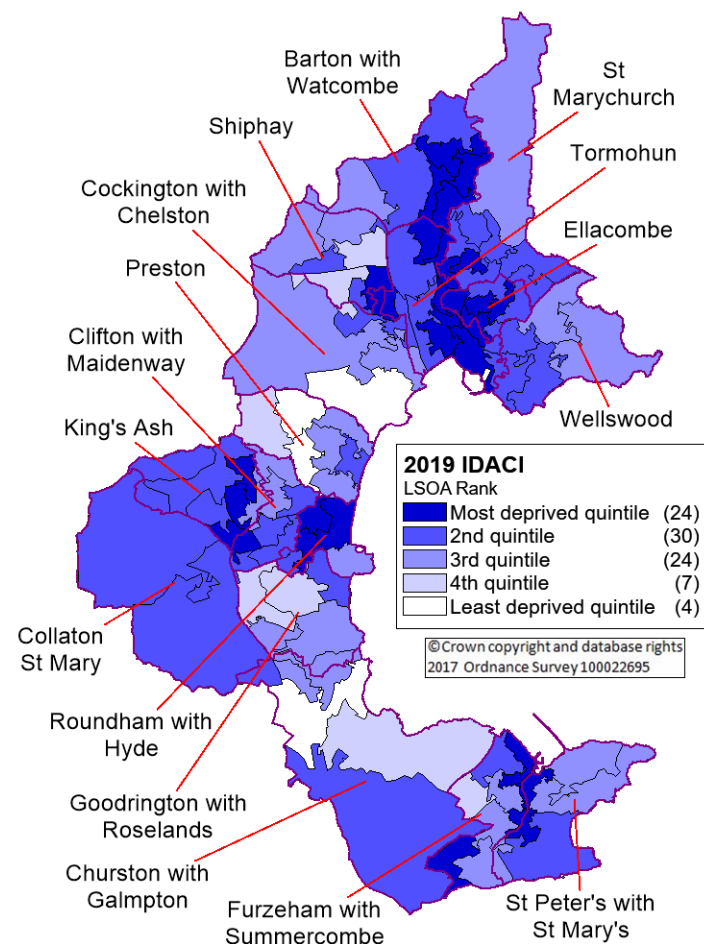 Barton with
Watcombe
St
Marychurch
Shiphay
Tormohun
Cockington with
Chelston
Ellacombe
Preston
Clifton with
Maidenway
Wellswood
King's Ash
2019 IDACI
LSOA Rank
Most deprived quintile (24)
2nd quintile (30)
3rd quintile (24)
4th quintile (7)
Least deprived quintile (4)
Collaton
St Mary
©Crown copyright and database rights
2017 Ordnance Survey 100022695
Roundham with
Hyde
Goodrington with
Roselands
Churston with
Galmpton
Furzeham with
Summercombe
St Peter's with
St Mary's